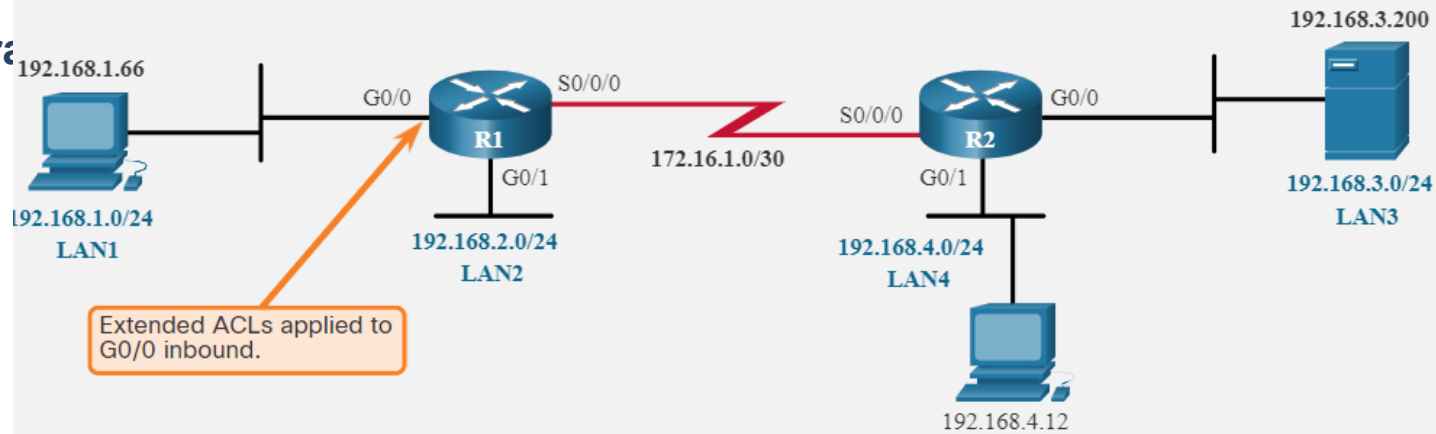 192.168.3.200
192.168.1.66
G0/0
S0/0/0
R1
G0/1
172.16.1.0/30
S0/0/0
G0/0
R2
G0/1
192.168.1.0/24
LAN1
192.168.2.0/24
LAN2
192.168.4.0/24
LAN4
192.168.3.0/24
LAN3
Extended ACLs applied to
G0/0 inbound.
192.168.4.12